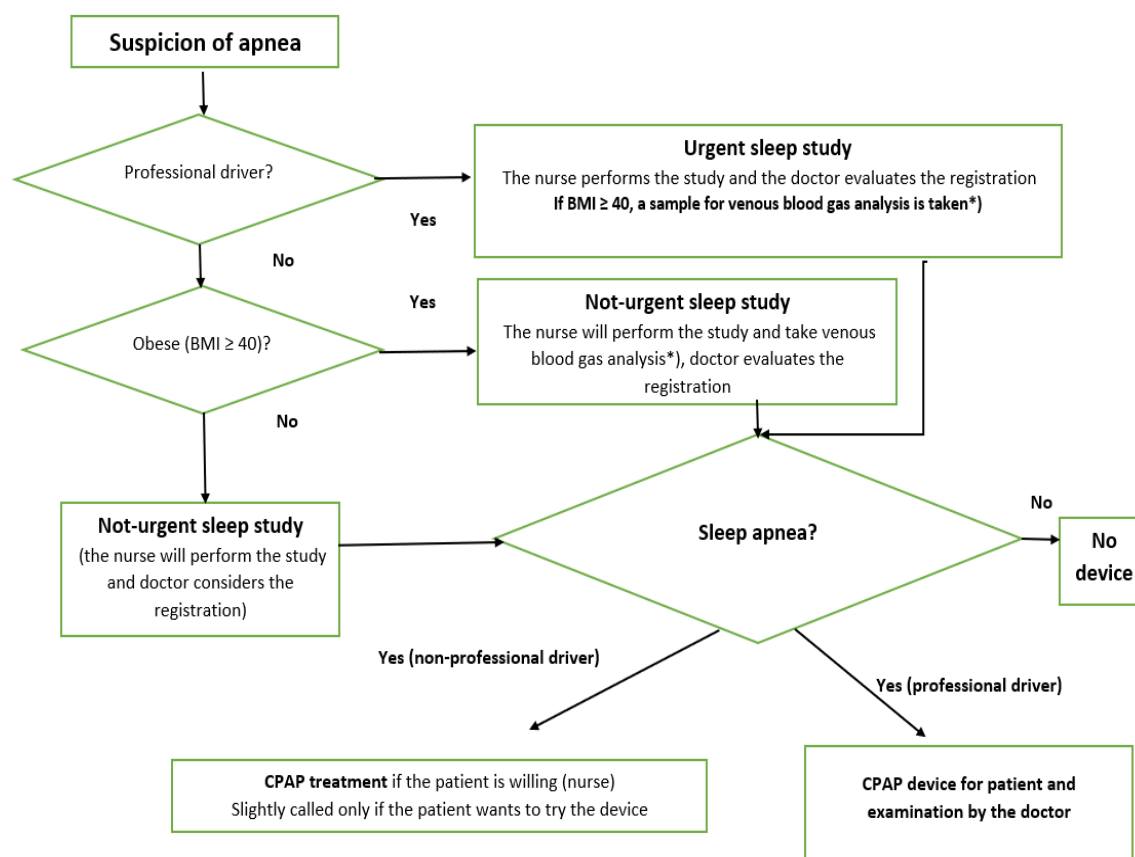 Suspicion of apnea
Professional driver?
Urgent sleep study
The nurse performs the study and the doctor evaluates the registration
If BMI ≥ 40, a sample for venous blood gas analysis is taken*)
Yes
No
Yes
Obese (BMI ≥ 40)?
Not-urgent sleep study
The nurse will perform the study and take venous
blood gas analysis*), doctor evaluates the
registration
No
Not-urgent sleep study
(the nurse will perform the study
and doctor considers the
registration)
Sleep apnea?
No
No
device
Yes (non-professional driver)
Yes (professional driver)
CPAP treatment if the patient is willing (nurse)
Slightly called only if the patient wants to try the device
CPAP device for patient and
examination by the doctor